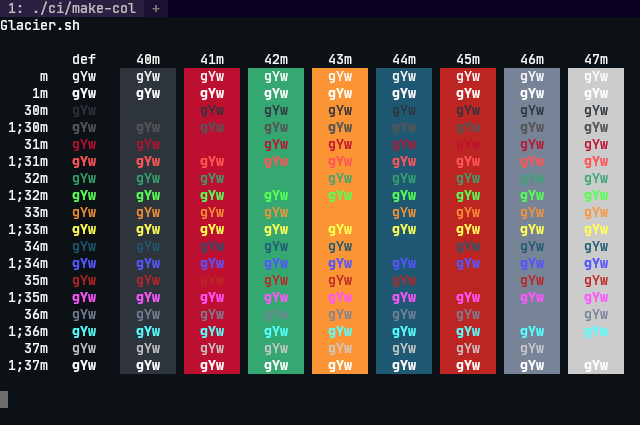 1: ./ci/make-col +
Glacier.sh
def 40m 41m 42m 43m 44m 45m 46m 47m
m gYw gYw gYw gYw gYw gYw gYw gYw gYw
1m gYw gYw gYw gYw gYw gYw gYw gYw gYw
30m gYw gYw gYw gYw gYw gYw gYw gYw
1;30m gYw gYw gYw gYw gYw gYw gYw gYw gYw
31m gYw gYw gYw gYw gYw gYw gYw gYw
1;31m gYw gYw gYw gYw gYw gYw gYw gYw gYw
32m gYw gYw gYw gYw gYw gYw gYw gYw
1;32m gYw gYw gYw gYw gYw gYw gYw gYw gYw
33m gYw gYw gYw gYw gYw gYw gYw gYw
1;33m gYw gYw gYw gYw gYw gYw gYw gYw gYw
34m gYw gYw gYw gYw gYw gYw gYw gYw
1;34m gYw gYw gYw gYw gYw gYw gYw gYw gYw
35m gYw gYw gYw gYw gYw gYw gYw gYw
1;35m gYw gYw gYw gYw gYw gYw gYw gYw gYw
36m gYw gYw gYw gYw gYw gYw gYw gYw
1;36m gYw gYw gYw gYw gYw gYw gYw gYw gYw
37m gYw gYw gYw gYw gYw gYw gYw gYw
1;37m gYw gYw gYw gYw gYw gYw gYw gYw gYw